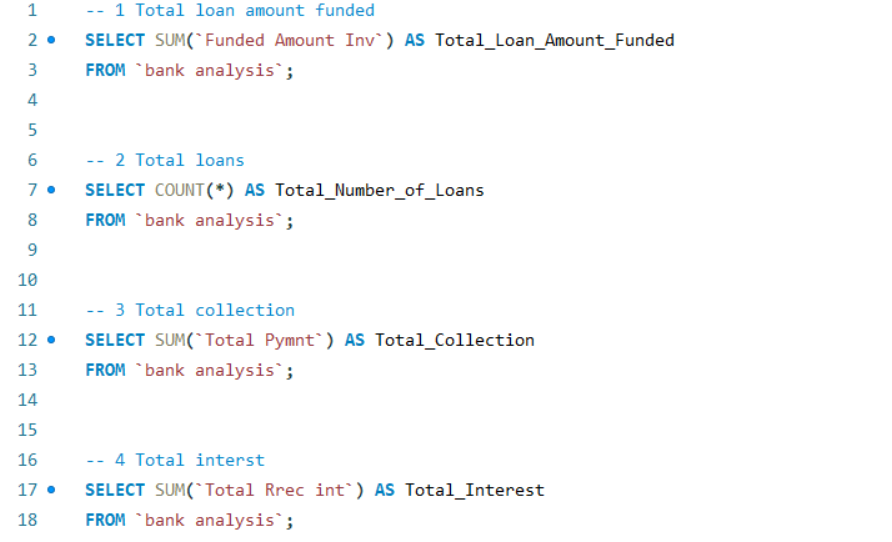 1 -- 1 Total loan amount funded
2 SELECT SUM(`Funded Amount Inv`) AS Total_Loan_Amount_Funded
3 FROM `bank analysis`;
4
5
6 -- 2 Total loans
7 SELECT COUNT(*) AS Total_Number_of_Loans
8 FROM `bank analysis`;
9
10
11 -- 3 Total collection
12 SELECT SUM(`Total Pymnt`) AS Total_Collection
13 FROM `bank analysis`;
14
15
16 -- 4 Total interst
17 SELECT SUM(`Total Rrec int`) AS Total_Interest
18 FROM `bank analysis`;